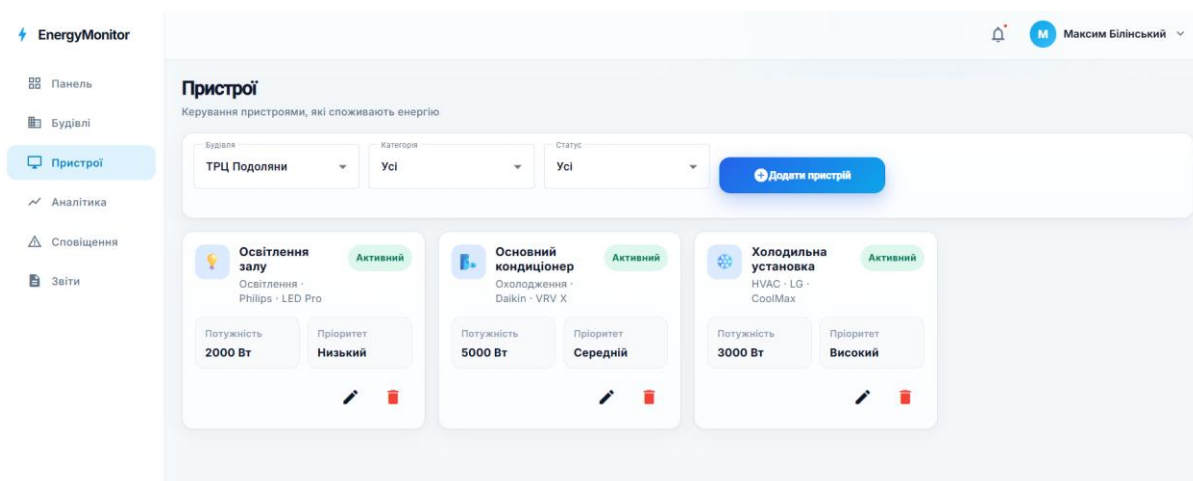 EnergyMonitor
М
Максим Білінський
Панель
Будівлі
Пристрої
Аналітика
Сповіщення
Звіти
Пристрої
Керування пристроями, які споживають енергію
Будівля
ТРЦ Подоляни
Категорія
Усі
Статус
Усі
Додати пристрій
Освітлення
залу
Активний
Освітлення ·
Philips · LED Pro
Потужність
2000 Вт
Пріоритет
Низький
Основний
кондиціонер
Активний
Охолодження ·
Daikin · VRV X
Потужність
5000 Вт
Пріоритет
Середній
Холодильна
установка
Активний
HVAC · LG ·
CoolMax
Потужність
3000 Вт
Пріоритет
Високий